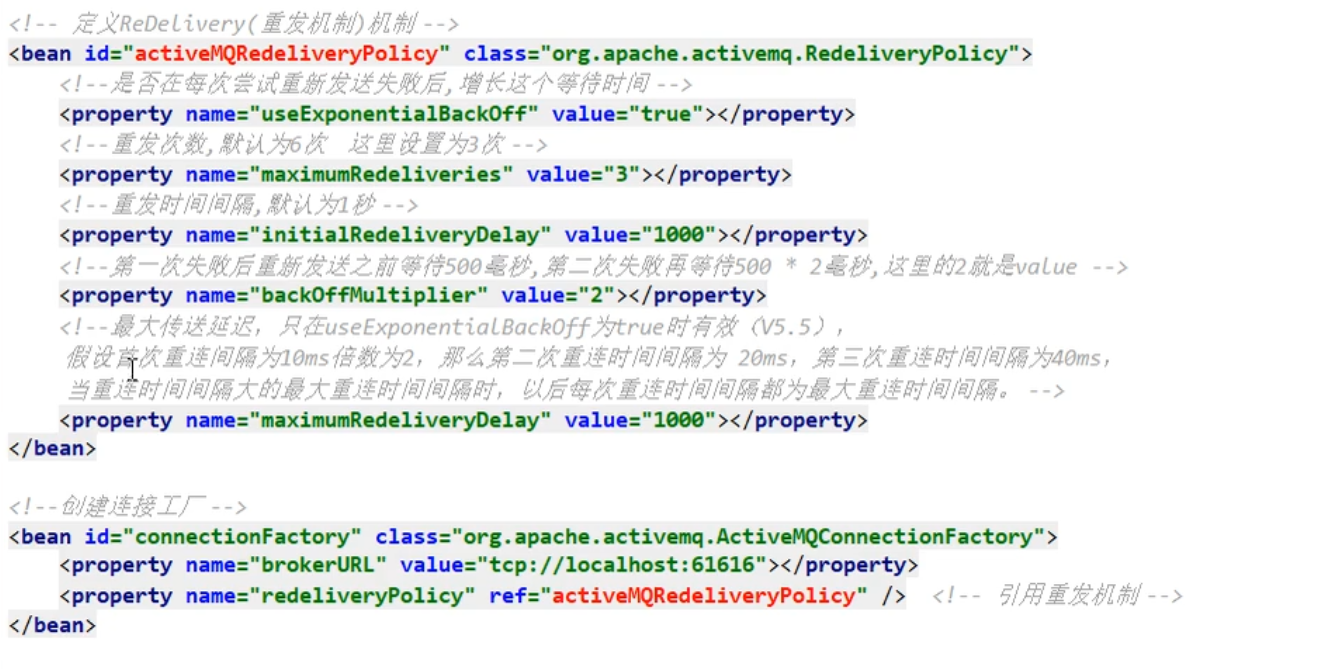 <!-- 定义ReDelivery(重发机制)机制 -->
<bean id="activeMQRedeliveryPolicy" class="org.apache.activemq.RedeliveryPolicy">
<!--是否在每次尝试重新发送失败后,增长这个等待时间 -->
<property name="useExponentialBackOff" value="true"></property>
<!--重发次数,默认为6次 这里设置为3次 -->
<property name="maximumRedeliveries" value="3"></property>
<!--重发时间间隔,默认为1秒 -->
<property name="initialRedeliveryDelay" value="1000"></property>
<!--第一次失败后重新发送之前等待500毫秒,第二次失败再等待500 * 2毫秒,这里的2就是value -->
<property name="backOffMultiplier" value="2"></property>
<!--最大传送延迟，只在useExponentialBackOff为true时有效（V5.5），
假设首次重连间隔为10ms倍数为2，那么第二次重连时间间隔为 20ms，第三次重连时间间隔为40ms，
当重连时间间隔大的最大重连时间间隔时，以后每次重连时间间隔都为最大重连时间间隔。 -->
<property name="maximumRedeliveryDelay" value="1000"></property>
</bean>
<!--创建连接工厂 -->
<bean id="connectionFactory" class="org.apache.activemq.ActiveMQConnectionFactory">
<property name="brokerURL" value="tcp://localhost:61616"></property>
<property name="redeliveryPolicy" ref="activeMQRedeliveryPolicy" /> <!-- 引用重发机制 -->
</bean>